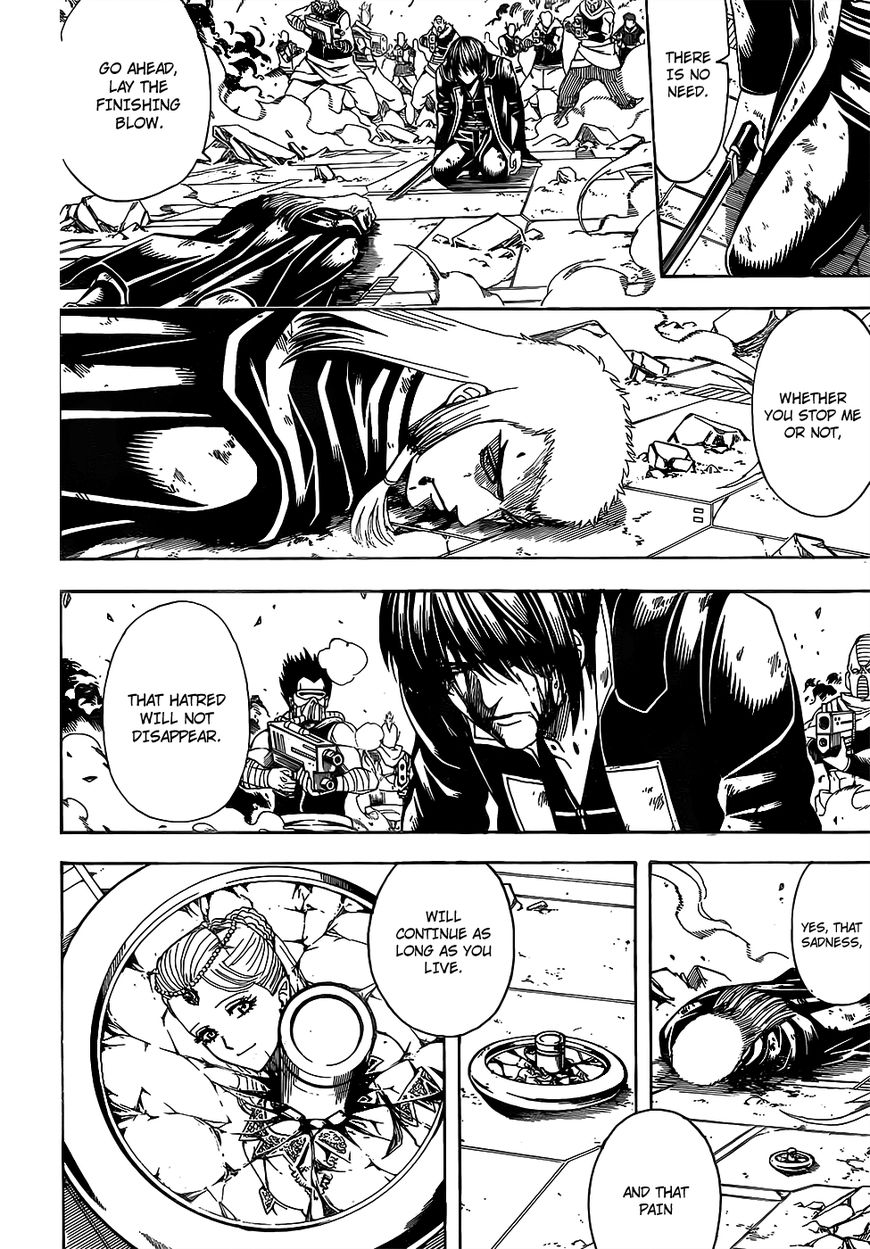 THERE
IS NO
NEED.
GO AHEAD,
LAY THE
FINISHING
BLOW.
WHETHER
YOU STOP ME
OR NOT,
THAT HATRED
WILL NOT
DISAPPEAR.
YES, THAT
SADNESS,
AND THAT
PAIN
WILL
CONTINUE AS
LONG AS YOU
LIVE.